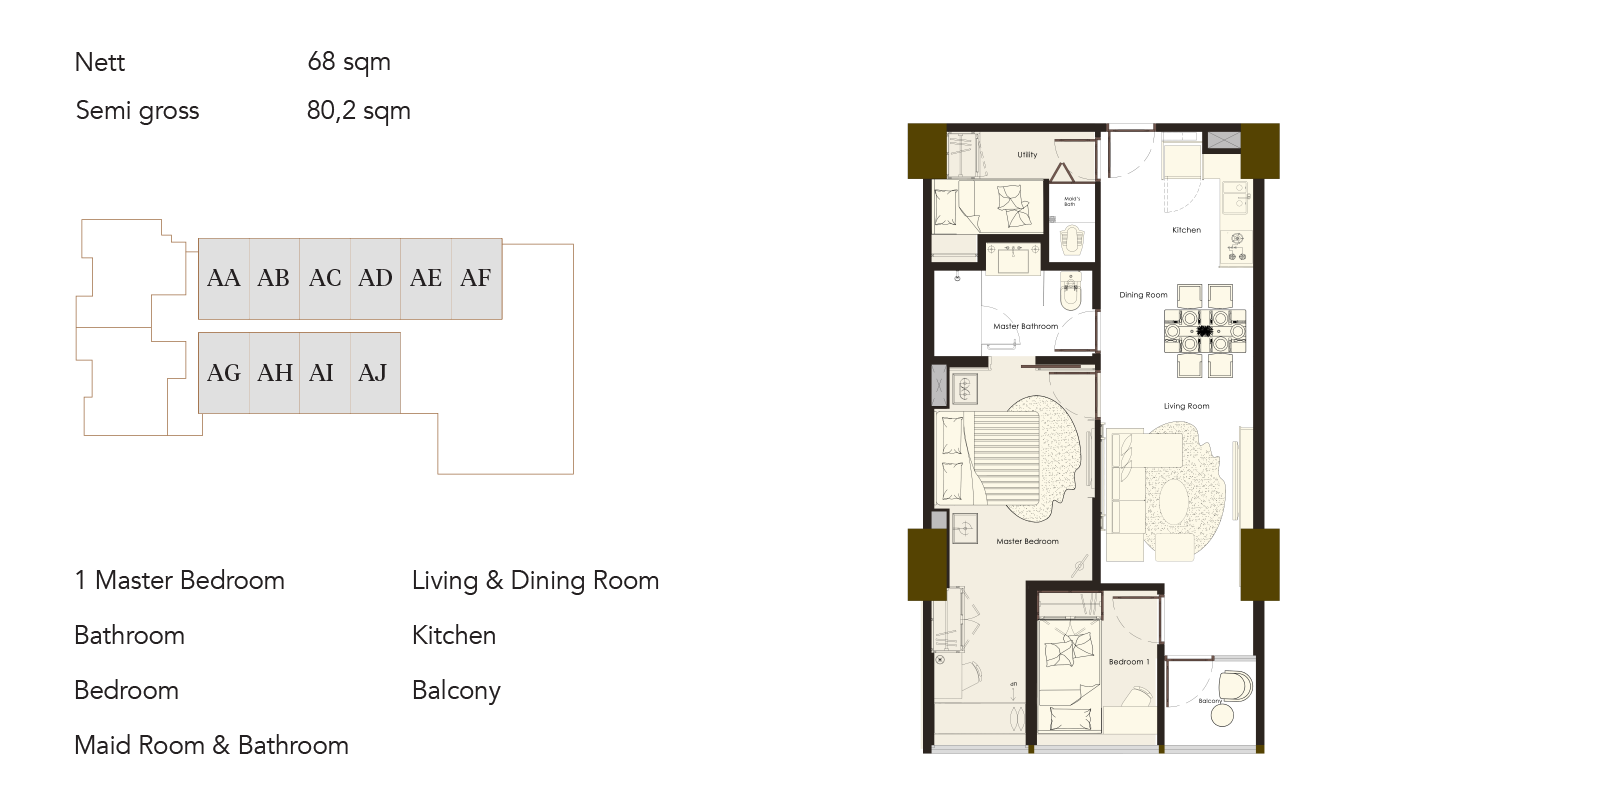 Nett 68 sqm
Semi gross 80,2 sqm
AA AB AC AD AE AF
AG AH AI AJ
1 Master Bedroom
Bathroom
Bedroom
Maid Room & Bathroom
Living & Dining Room
Kitchen
Balcony
Utility
Maid's
Bath
Kitchen
Dining Room
Master Bathroom
Living Room
Master Bedroom
Bedroom 1
Balcony